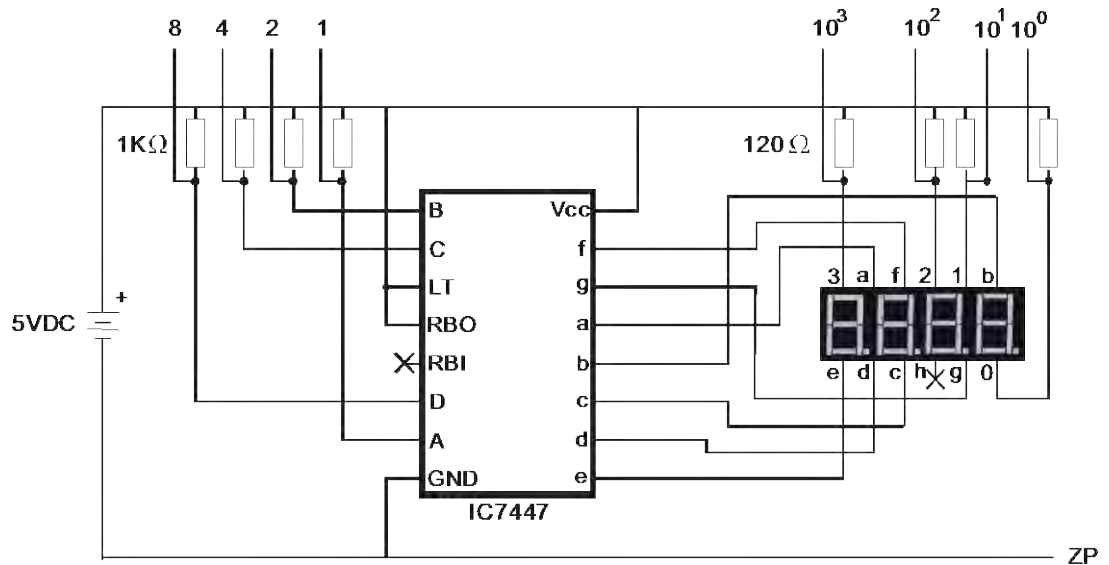 8 4 2 1 10³ 10² 10¹ 10⁰
1KΩ 120 Ω
B Vcc
C f
LT g
RBO a
RBI b
D c
A d
GND e
IC7447
+
5VDC
3 a f 2 1 b
e d c h g 0
ZP